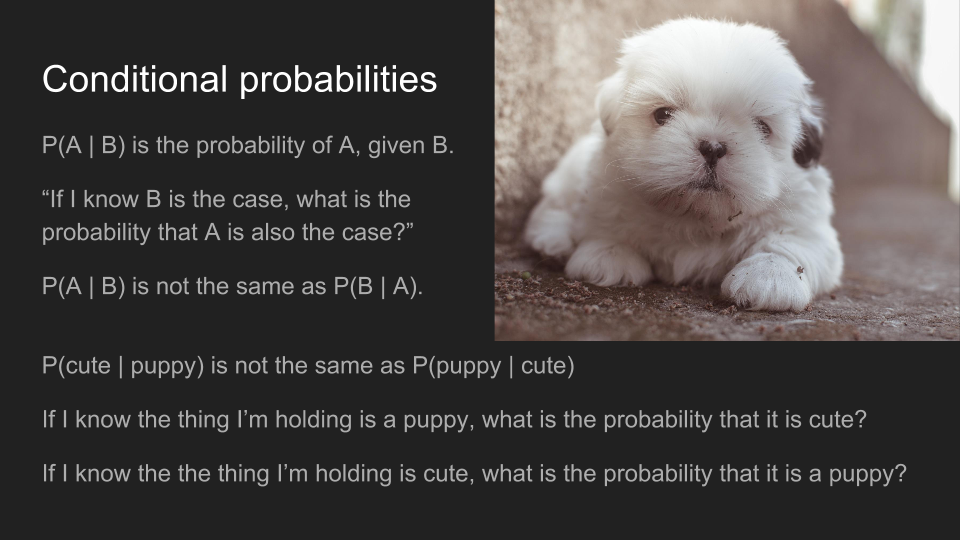 Conditional probabilities
P(A | B) is the probability of A, given B.
“If I know B is the case, what is the
probability that A is also the case?”
P(A | B) is not the same as P(B | A).
P(cute | puppy) is not the same as P(puppy | cute)
If I know the thing I’m holding is a puppy, what is the probability that it is cute?
If I know the the thing I’m holding is cute, what is the probability that it is a puppy?